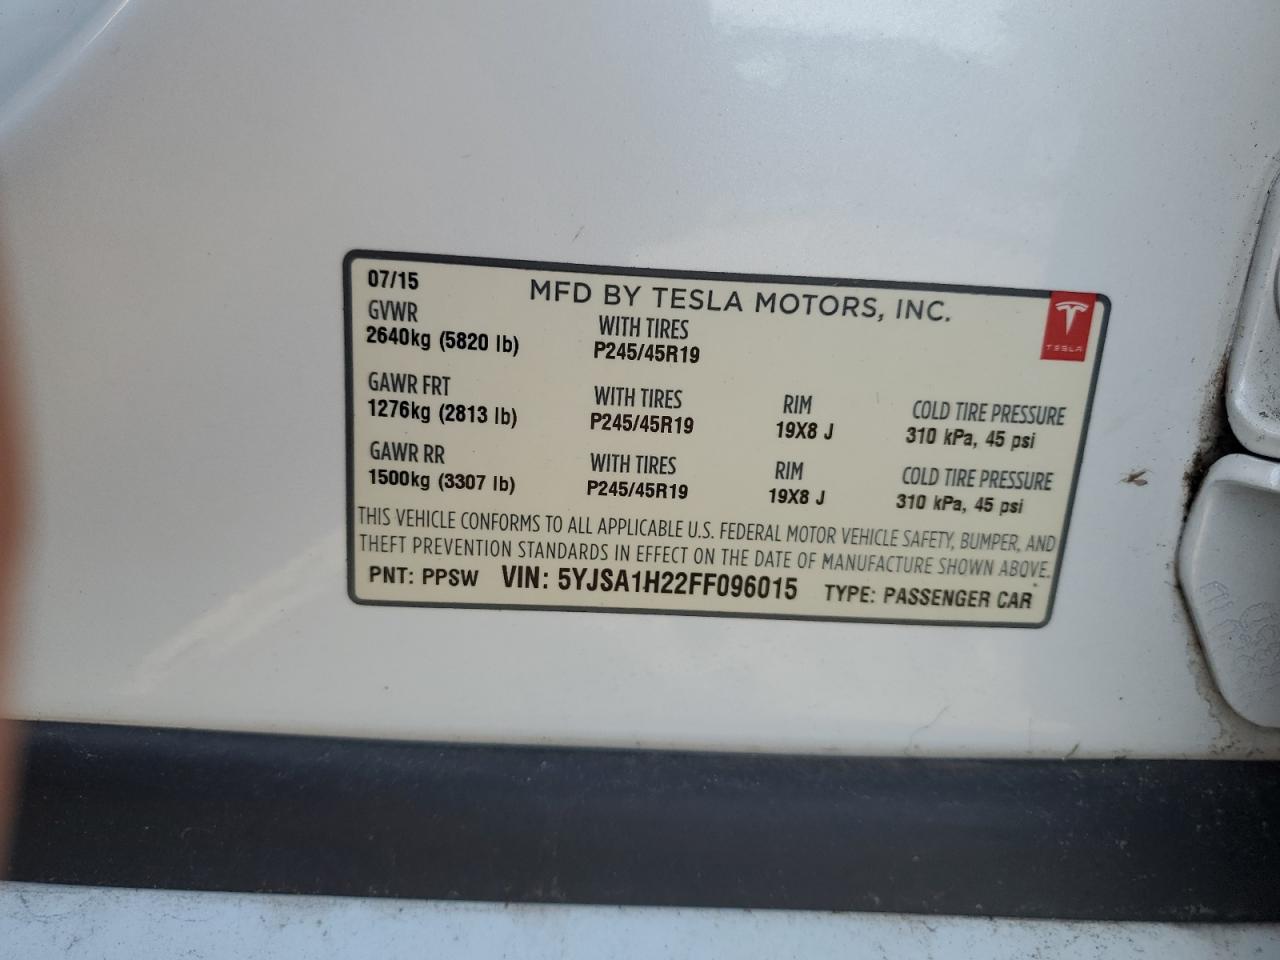 07/15
MFD BY TESLA MOTORS, INC.
TESLA
GVWR
WITH TIRES
2640kg (5820 lb)
P245/45R19
GAWR FRT
WITH TIRES
RIM
COLD TIRE PRESSURE
1276kg (2813 lb)
P245/45R19
19X8 J
310 kPa, 45 psi
GAWR RR
WITH TIRES
RIM
COLD TIRE PRESSURE
1500kg (3307 lb)
P245/45R19
19X8 J
310 kPa, 45 psi
THIS VEHICLE CONFORMS TO ALL APPLICABLE U.S. FEDERAL MOTOR VEHICLE SAFETY, BUMPER, AND
THEFT PREVENTION STANDARDS IN EFFECT ON THE DATE OF MANUFACTURE SHOWN ABOVE.
PNT: PPSW VIN: 5YJSA1H22FF096015 TYPE: PASSENGER CAR